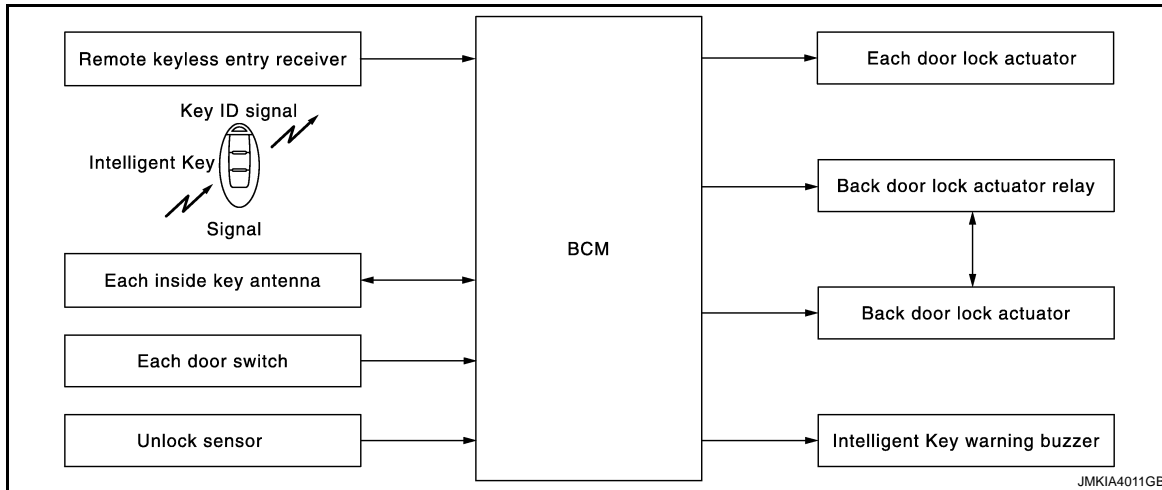 Remote keyless entry receiver
Key ID signal
Intelligent Key
Signal
Each inside key antenna
Each door switch
Unlock sensor
BCM
Each door lock actuator
Back door lock actuator relay
Back door lock actuator
Intelligent Key warning buzzer
JMKIA4011GB